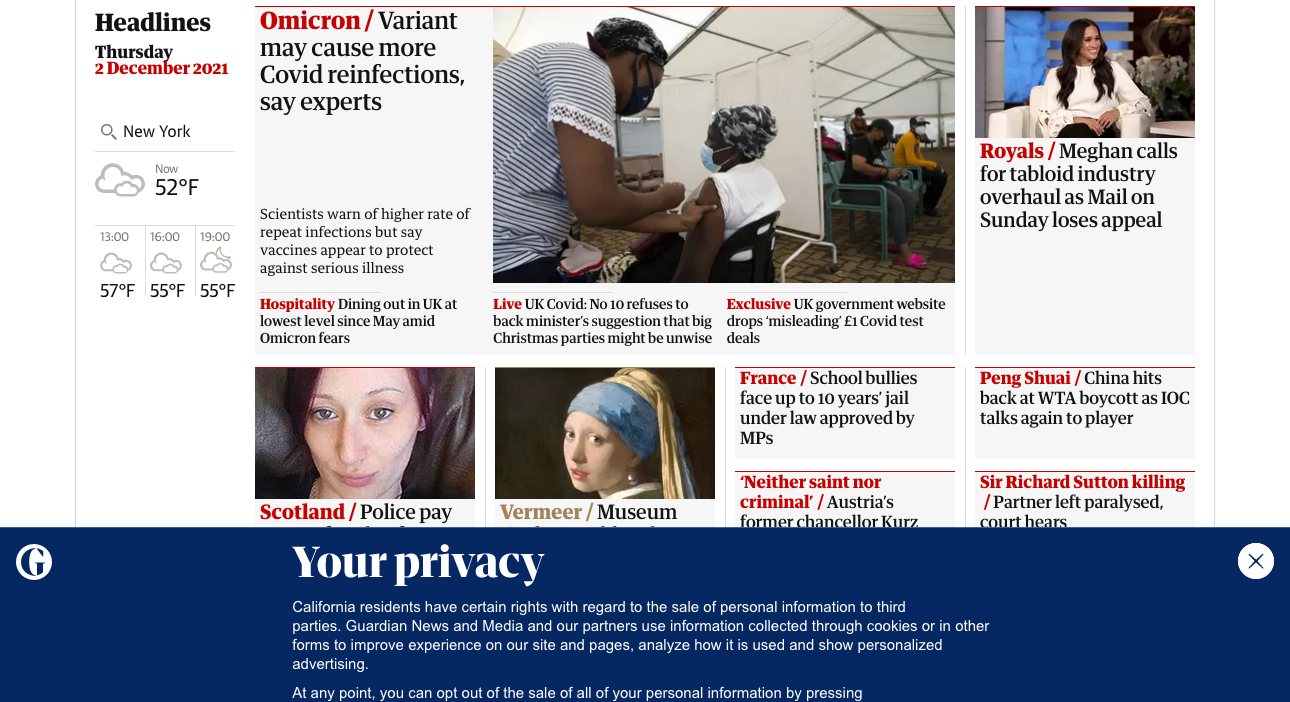 Headlines
Thursday
2 December 2021
New York
Now
52°F
13:00
57°F
16:00
55°F
19:00
55°F
Omicron / Variant
may cause more
Covid reinfections,
say experts
Scientists warn of higher rate of
repeat infections but say
vaccines appear to protect
against serious illness
Hospitality Dining out in UK at
lowest level since May amid
Omicron fears
Live UK Covid: No 10 refuses to
back minister's suggestion that big
Christmas parties might be unwise
Exclusive UK government website
drops ‘misleading’ £1 Covid test
deals
Royals / Meghan calls
for tabloid industry
overhaul as Mail on
Sunday loses appeal
Scotland / Police pay
Vermeer / Museum
France / School bullies
face up to 10 years’ jail
under law approved by
MPs
‘Neither saint nor
criminal’ / Austria’s
former chancellor Kurz
Peng Shuai / China hits
back at WTA boycott as IOC
talks again to player
Sir Richard Sutton killing
/ Partner left paralysed,
court hears
G
Your privacy
California residents have certain rights with regard to the sale of personal information to third
parties. Guardian News and Media and our partners use information collected through cookies or in other
forms to improve experience on our site and pages, analyze how it is used and show personalized
advertising.
At any point, you can opt out of the sale of all of your personal information by pressing